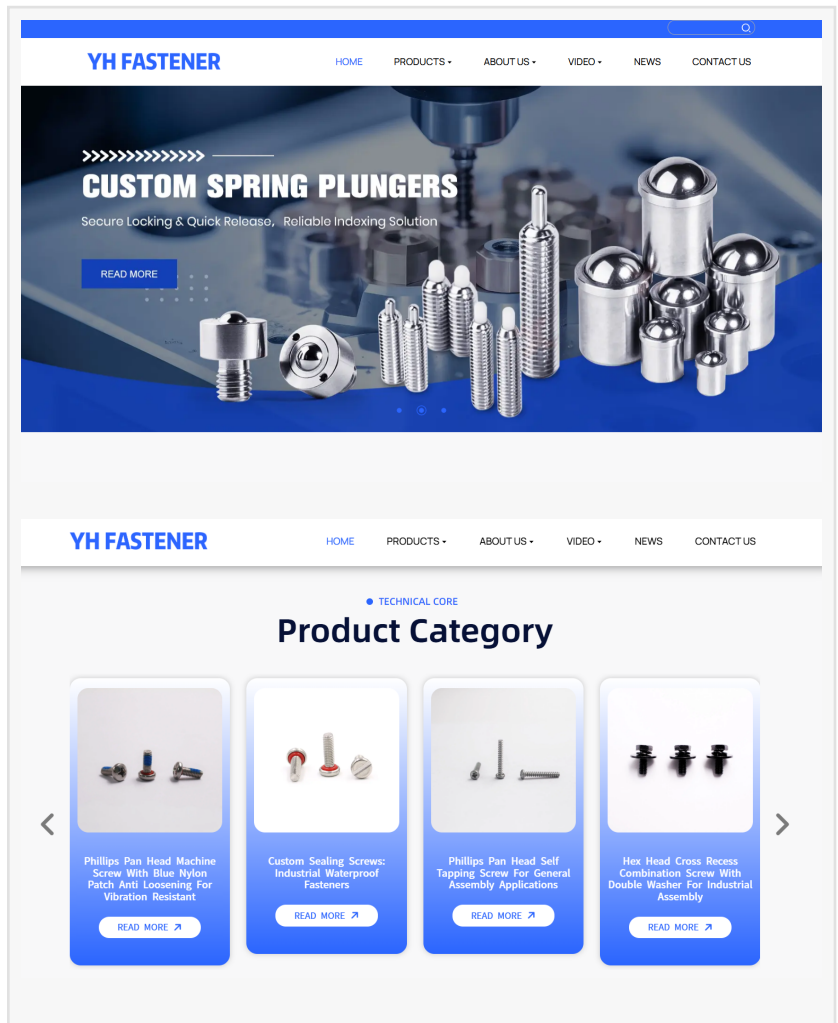 YH FASTENER
HOME PRODUCTS ABOUT US VIDEO NEWS CONTACT US
CUSTOM SPRING PLUNGERS
Secure Locking & Quick Release, Reliable Indexing Solution
READ MORE
YH FASTENER
HOME PRODUCTS ABOUT US VIDEO NEWS CONTACT US
TECHNICAL CORE
Product Category
Phillips Pan Head Machine
Screw With Blue Nylon
Patch Anti Loosening For
Vibration Resistant
READ MORE
Custom Sealing Screws:
Industrial Waterproof
Fasteners
READ MORE
Phillips Pan Head Self
Tapping Screw For General
Assembly Applications
READ MORE
Hex Head Cross Recess
Combination Screw With
Double Washer For Industrial
Assembly
READ MORE